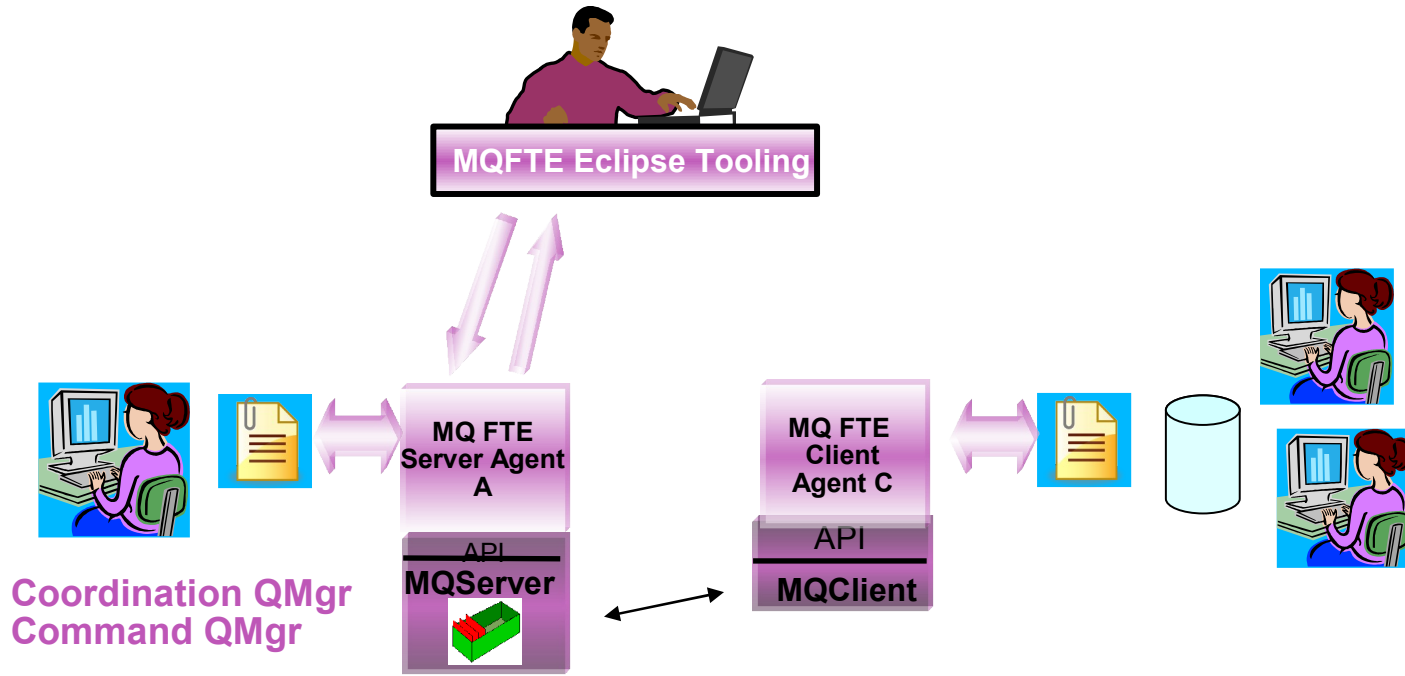 MQFTE Eclipse Tooling
MQ FTE
Server Agent
A
API
MQServer
MQ FTE
Client
Agent C
API
MQClient
Coordination QMgr
Command QMgr